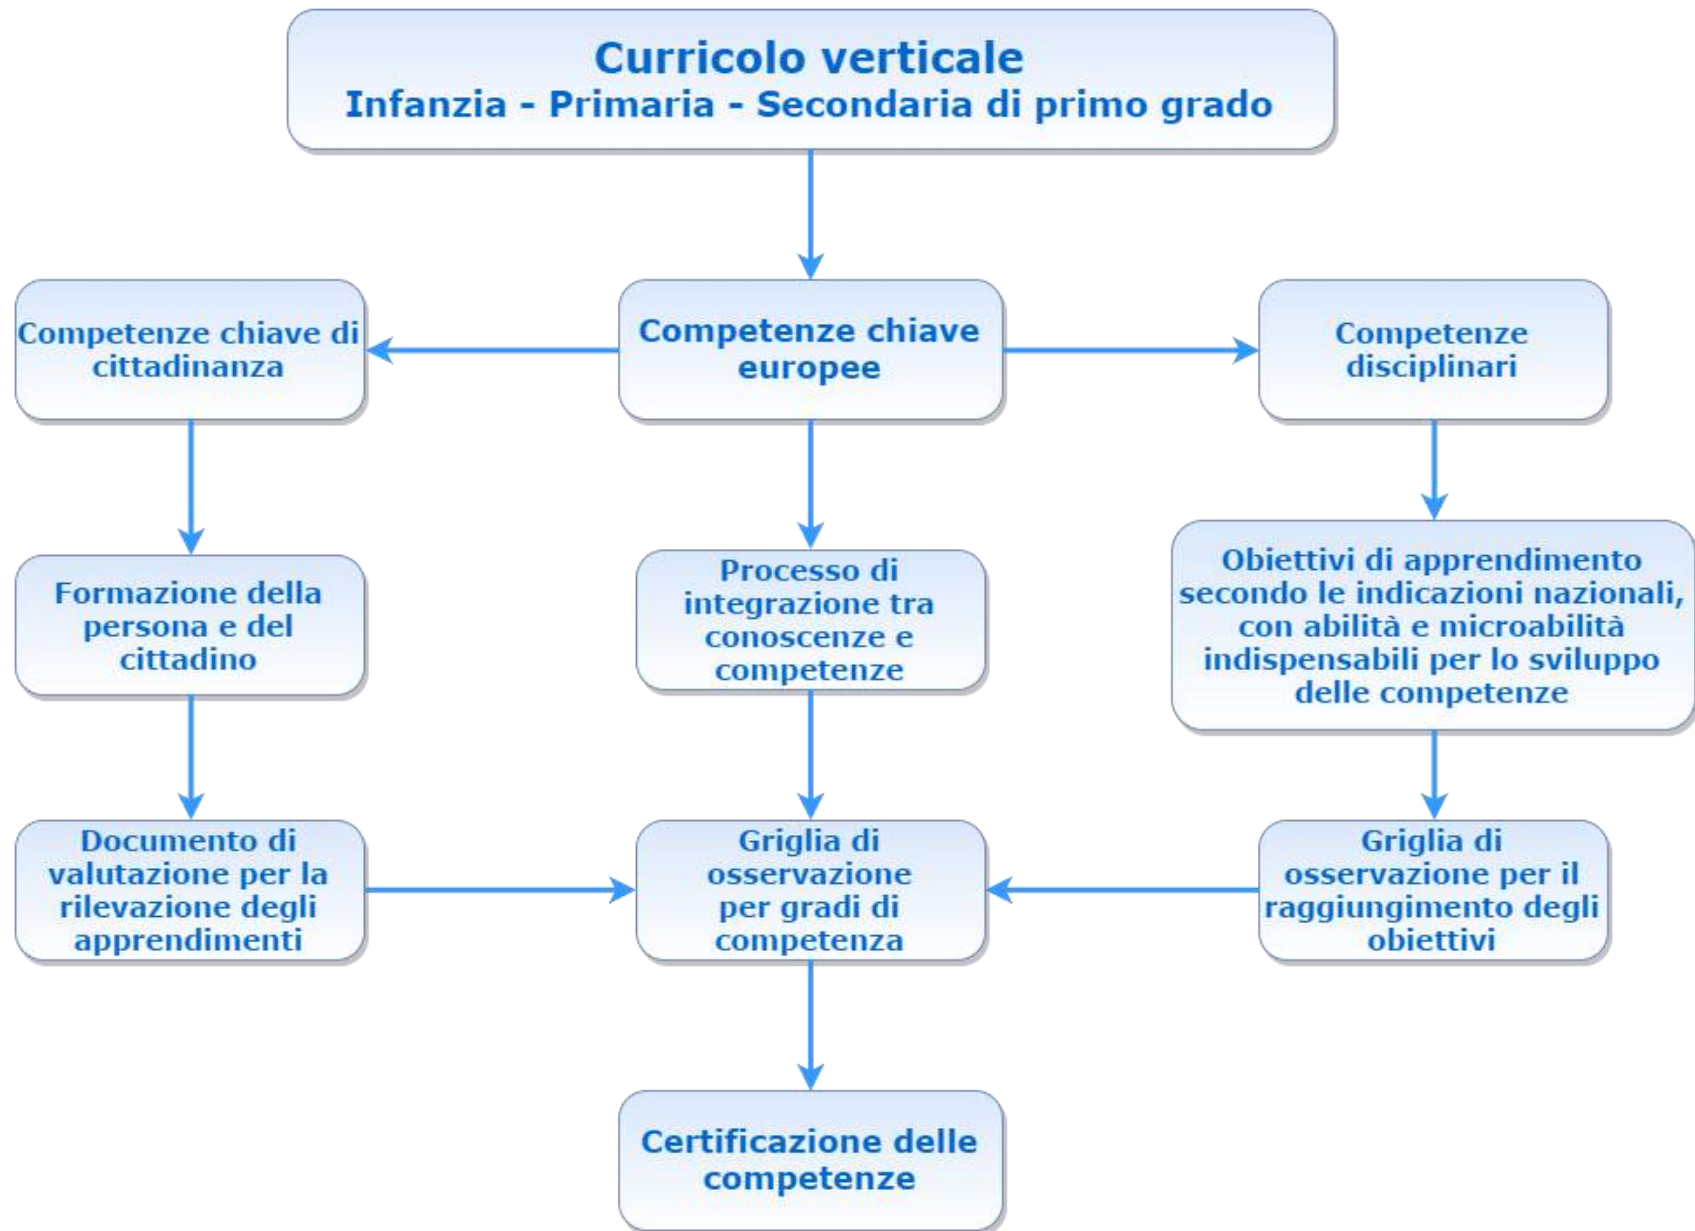 Curricolo verticale
Infanzia - Primaria - Secondaria di primo grado
Competenze chiave di
cittadinanza
Competenze chiave
europee
Competenze
disciplinari
Formazione della
persona e del
cittadino
Processo di
integrazione tra
conoscenze e
competenze
Obiettivi di apprendimento
secondo le indicazioni nazionali,
con abilità e microabilità
indispensabili per lo sviluppo
delle competenze
Documento di
valutazione per la
rilevazione degli
apprendimenti
Griglia di
osservazione
per gradi di
competenza
Griglia di
osservazione per il
raggiungimento degli
obiettivi
Certificazione delle
competenze